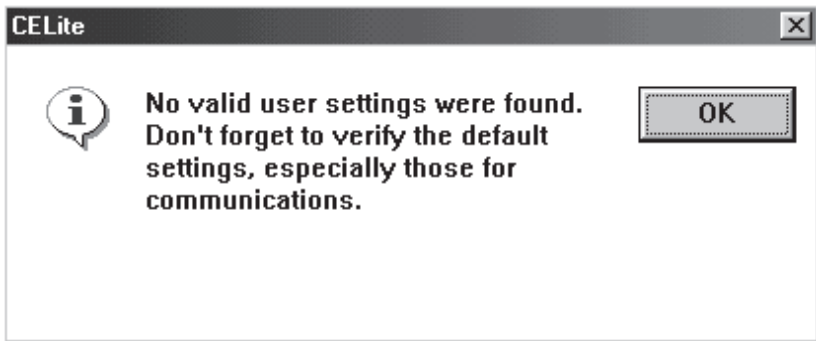 CELite
No valid user settings were found.
Don't forget to verify the default
settings, especially those for
communications.
OK